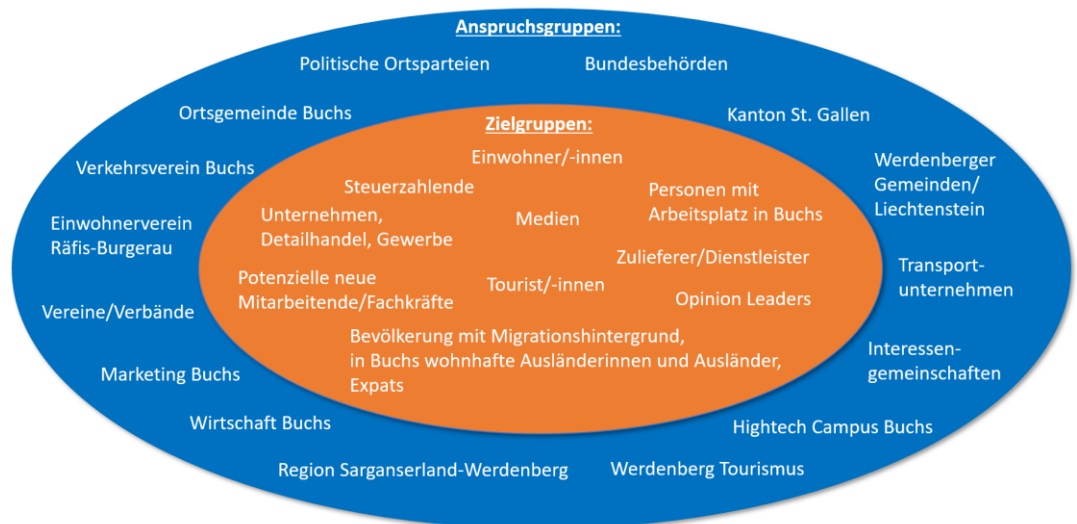 Anspruchsgruppen:
Politische Ortsparteien
Bundesbehörden
Ortsgemeinde Buchs
Kanton St. Gallen
Verkehrsverein Buchs
Werdenberger
Gemeinden/
Liechtenstein
Einwohnerverein
Räfis-Burgerau
Transport-
unternehmen
Vereine/Verbände
Interessen-
gemeinschaften
Marketing Buchs
Wirtschaft Buchs
Hightech Campus Buchs
Region Sarganserland-Werdenberg
Werdenberg Tourismus
Zielgruppen:
Einwohner/-innen
Steuerzahlende
Personen mit
Arbeitsplatz in Buchs
Unternehmen,
Detailhandel, Gewerbe
Medien
Zulieferer/Dienstleister
Potenzielle neue
Mitarbeitende/Fachkräfte
Tourist/-innen
Opinion Leaders
Bevölkerung mit Migrationshintergrund,
in Buchs wohnhafte Ausländerinnen und Ausländer,
Expats